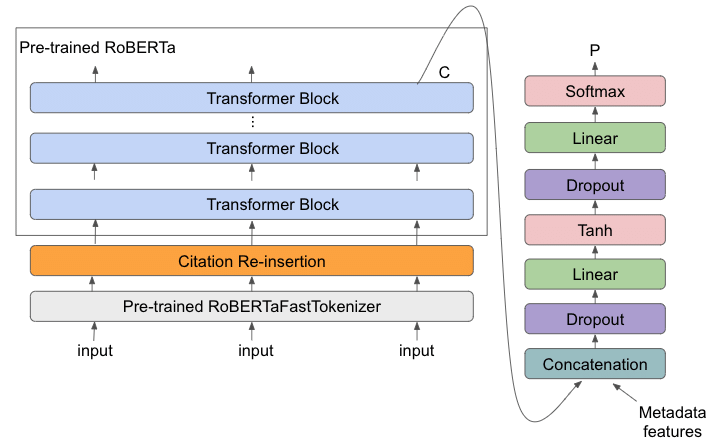 Pre-trained RoBERTa
C
Transformer Block
...
Transformer Block
Transformer Block
Citation Re-insertion
Pre-trained RoBERTaFastTokenizer
input input input
P
Softmax
Linear
Dropout
Tanh
Linear
Dropout
Concatenation
Metadata
features